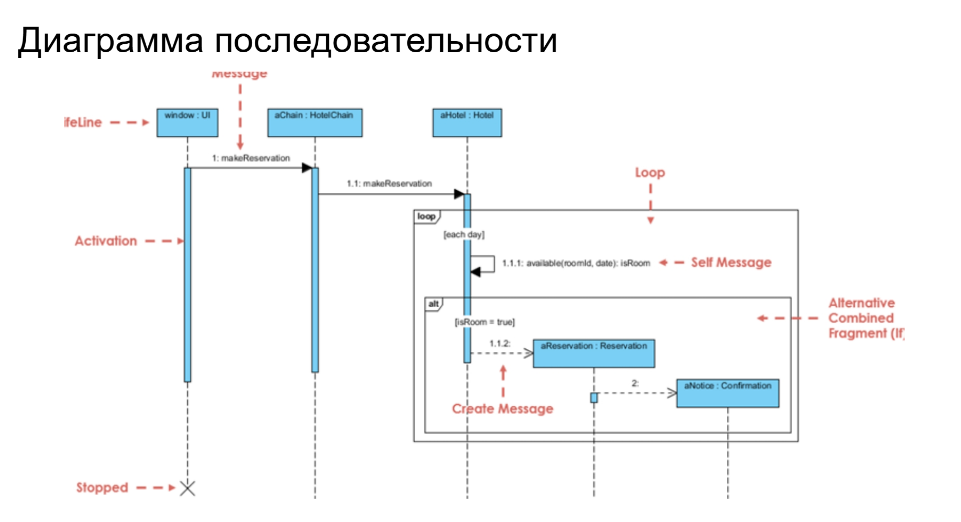 Диаграмма последовательности
Message
ifeLine
window : UI
aChain : HotelChain
aHotel : Hotel
1: makeReservation
1.1: makeReservation
Loop
loop
[each day]
Activation
1.1.1: available(roomId, date): isRoom
Self Message
alt
Alternative
Combined
Fragment (If)
[isRoom = true]
1.1.2:
aReservation : Reservation
2:
aNotice : Confirmation
Create Message
Stopped